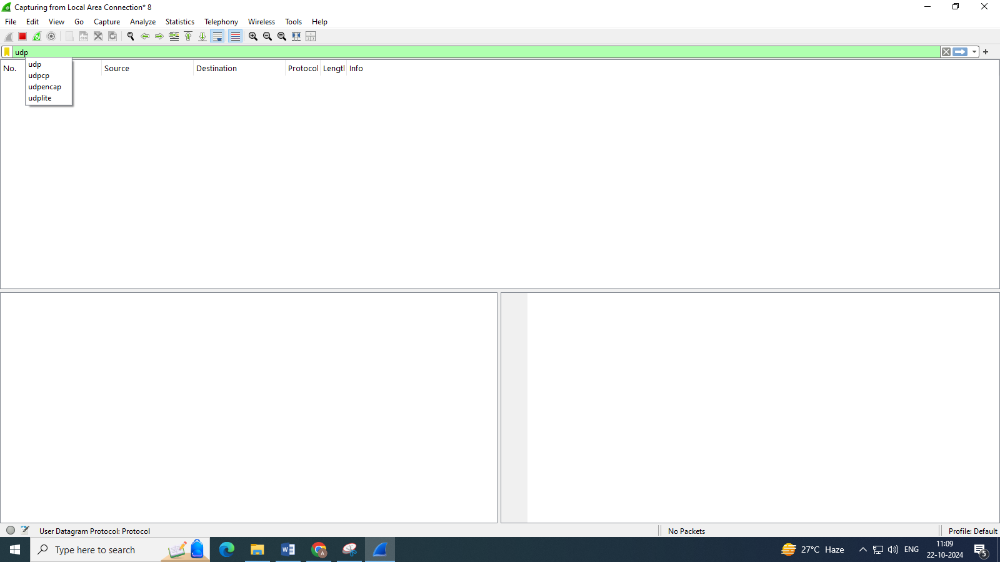 Capturing from Local Area Connection* 8
File Edit View Go Capture Analyze Statistics Telephony Wireless Tools Help
udp
No. Source Destination Protocol Lengtl Info
udp
udpcp
udpencap
udplite
User Datagram Protocol: Protocol No Packets Profile: Default
Type here to search 27°C Haze ENG 11:09
22-10-2024
5